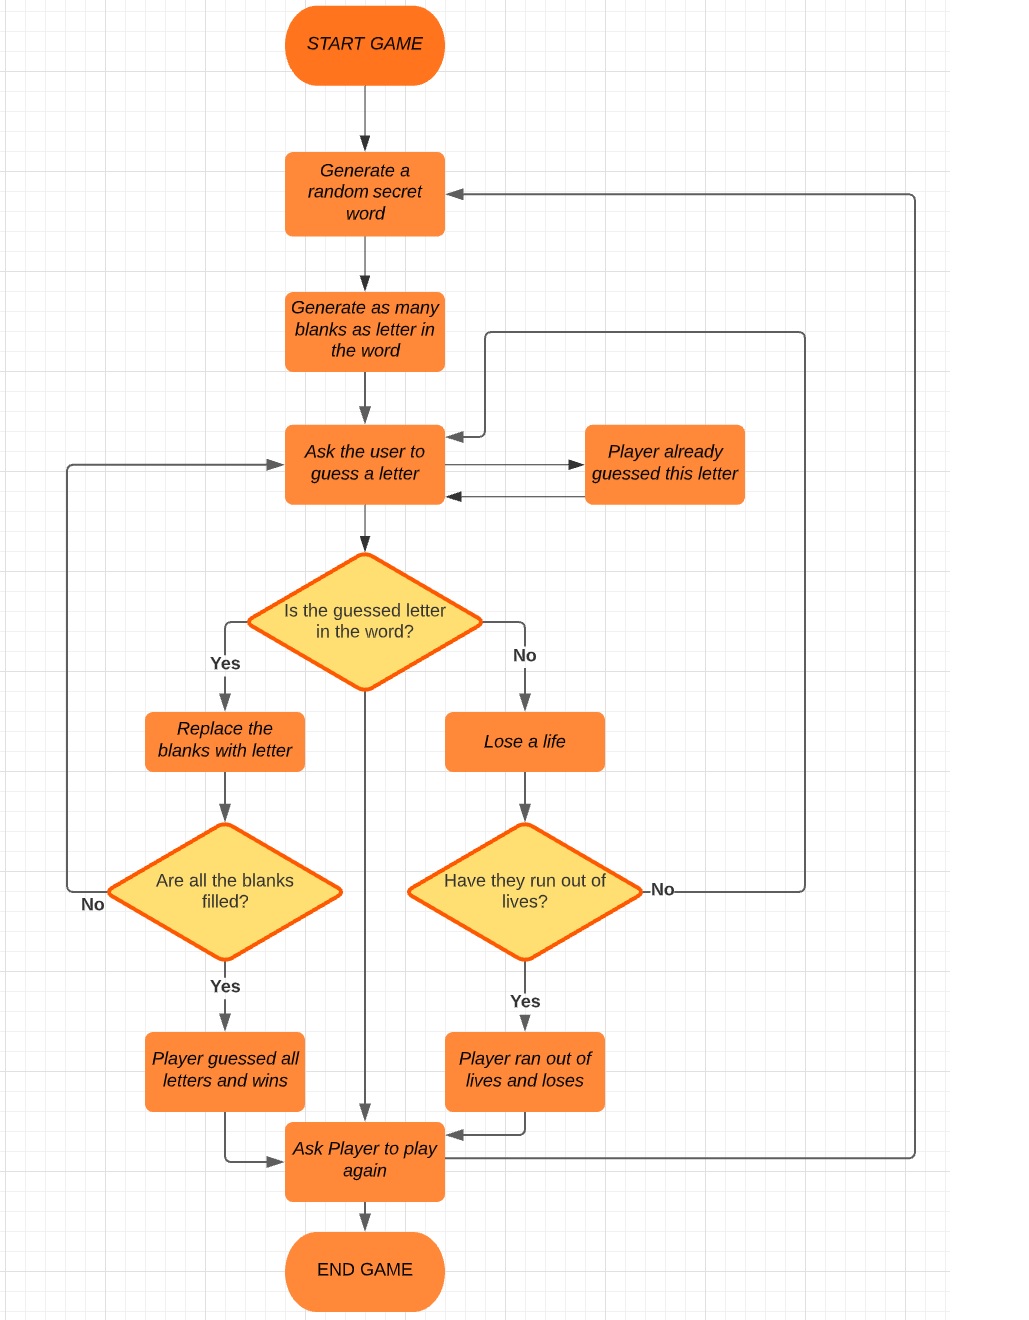 START GAME
Generate a
random secret
word
Generate as many
blanks as letter in
the word
Ask the user to
guess a letter
Player already
guessed this letter
Is the guessed letter
in the word?
Yes
No
Replace the
blanks with letter
Lose a life
Are all the blanks
filled?
Have they run out of
lives?
No
No
Yes
Yes
Player guessed all
letters and wins
Player ran out of
lives and loses
Ask Player to play
again
END GAME